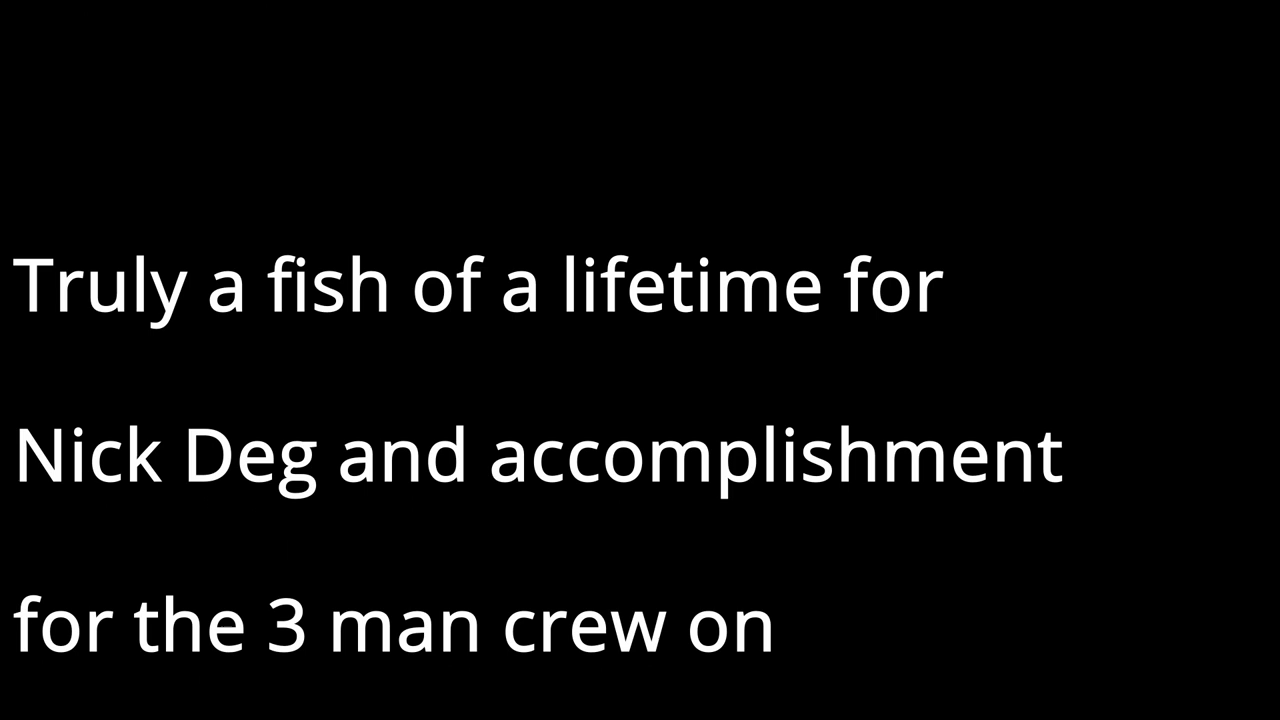 Truly a fish of a lifetime for
Nick Deg and accomplishment
for the 3 man crew on